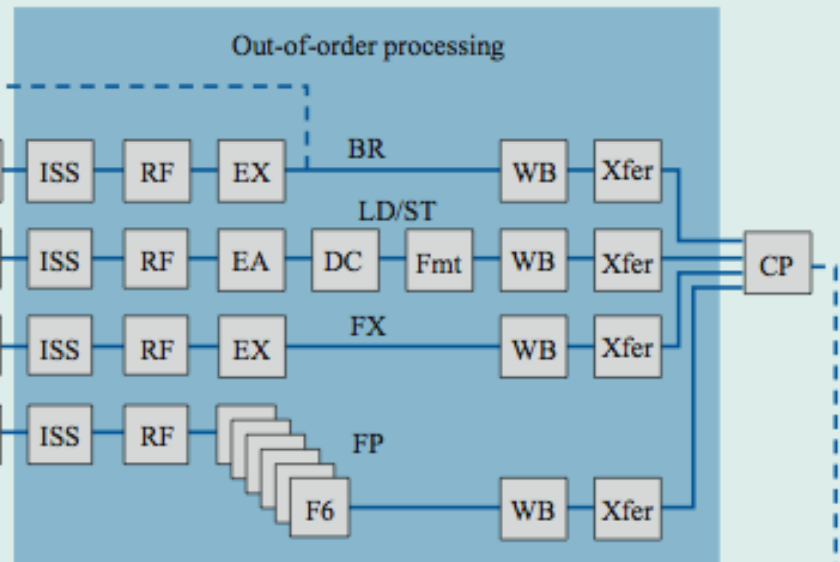 Out-of-order processing
BR
ISS RF EX WB Xfer
LD/ST
ISS RF EA DC Fmt WB Xfer CP
FX
ISS RF EX WB Xfer
ISS RF FP
F6 WB Xfer